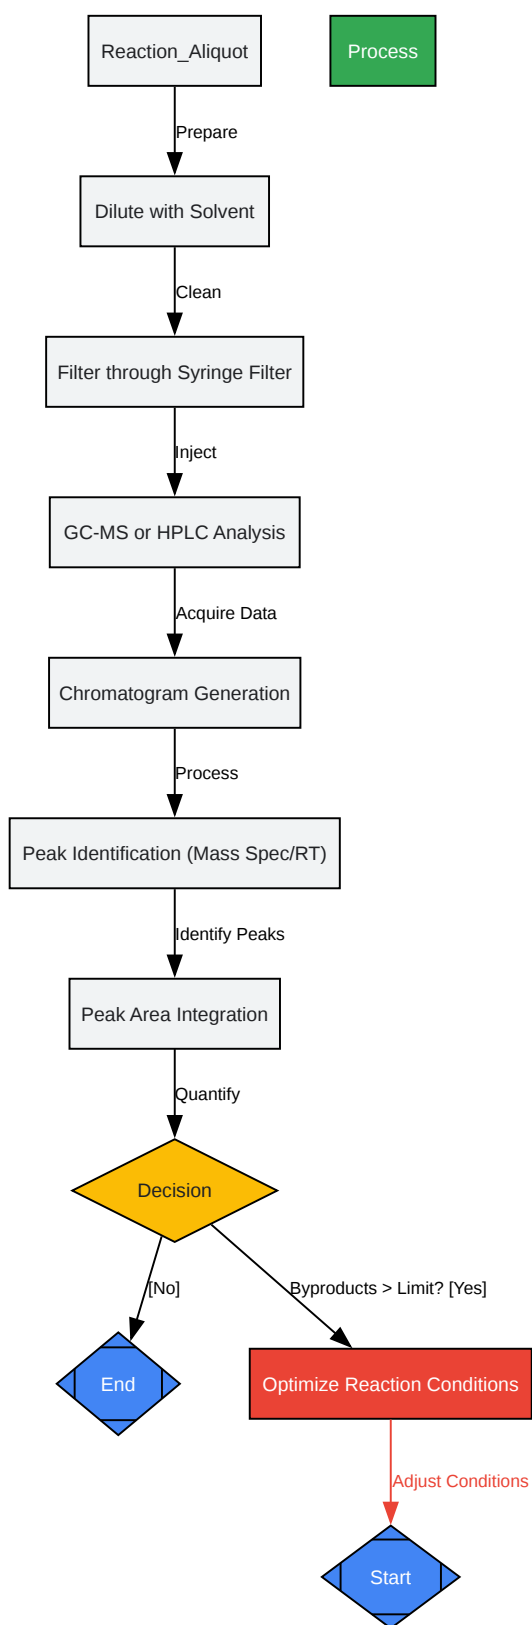 Reaction_Aliquot
Process
Prepare
Dilute with Solvent
Clean
Filter through Syringe Filter
Inject
GC-MS or HPLC Analysis
Acquire Data
Chromatogram Generation
Process
Peak Identification (Mass Spec/RT)
Identify Peaks
Peak Area Integration
Quantify
Decision
[No]
Byproducts > Limit? [Yes]
End
Optimize Reaction Conditions
Adjust Conditions
Start